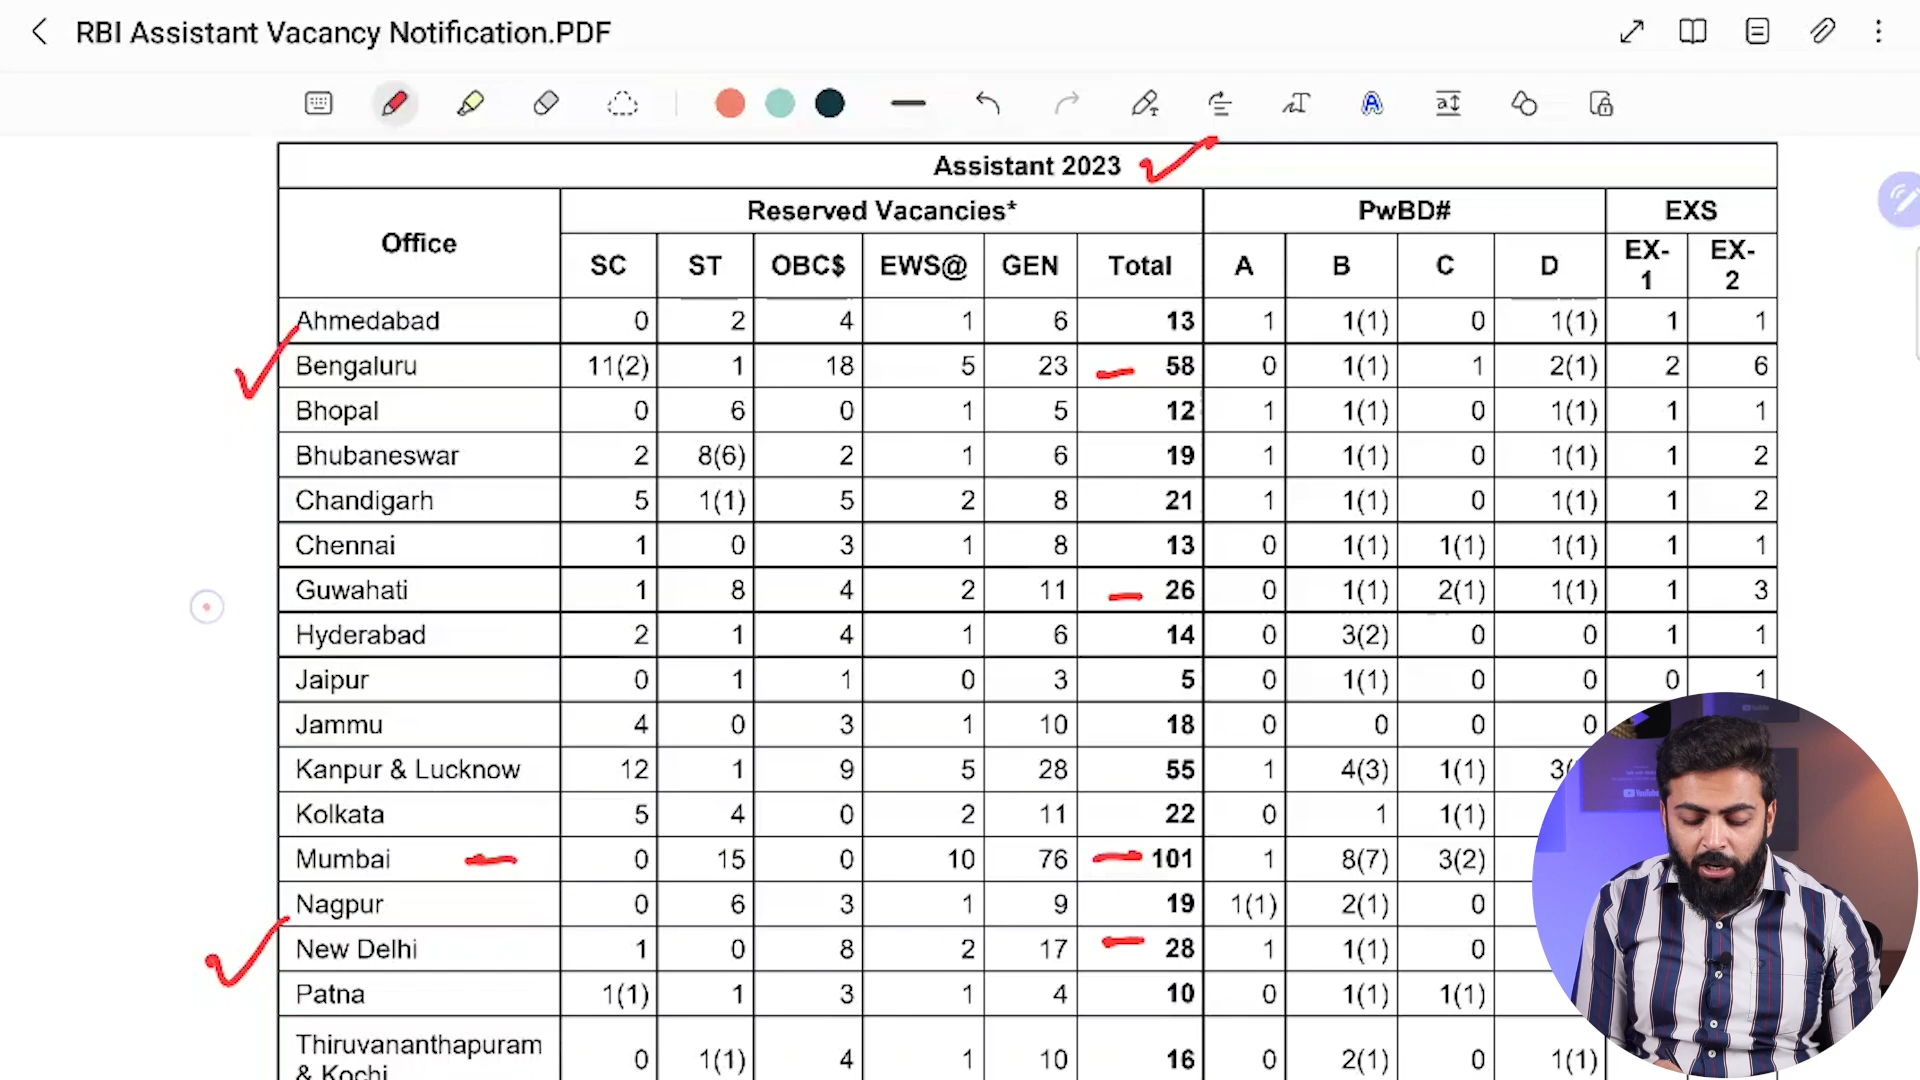 RBI Assistant Vacancy Notification.PDF
Assistant 2023
Office Reserved Vacancies* PwBD# EXS
SC ST OBC$ EWS@ GEN Total A B C D EX-1 EX-2
Ahmedabad 0 2 4 1 6 13 1 1(1) 0 1(1) 1 1
Bengaluru 11(2) 1 18 5 23 58 0 1(1) 1 2(1) 2 6
Bhopal 0 6 0 1 5 12 1 1(1) 0 1(1) 1 1
Bhubaneswar 2 8(6) 2 1 6 19 1 1(1) 0 1(1) 1 2
Chandigarh 5 1(1) 5 2 8 21 1 1(1) 0 1(1) 1 2
Chennai 1 0 3 1 8 13 0 1(1) 1(1) 1(1) 1 1
Guwahati 1 8 4 2 11 26 0 1(1) 2(1) 1(1) 1 3
Hyderabad 2 1 4 1 6 14 0 3(2) 0 0 1 1
Jaipur 0 1 1 0 3 5 0 1(1) 0 0 0 1
Jammu 4 0 3 1 10 18 0 0 0 0
Kanpur & Lucknow 12 1 9 5 28 55 1 4(3) 1(1) 3(
Kolkata 5 4 0 2 11 22 0 1 1(1)
Mumbai 0 15 0 10 76 101 1 8(7) 3(2)
Nagpur 0 6 3 1 9 19 1(1) 2(1) 0
New Delhi 1 0 8 2 17 28 1 1(1) 0
Patna 1(1) 1 3 1 4 10 0 1(1) 1(1)
Thiruvananthapuram
& Kochi 0 1(1) 4 1 10 16 0 2(1) 0 1(1)
YouTube